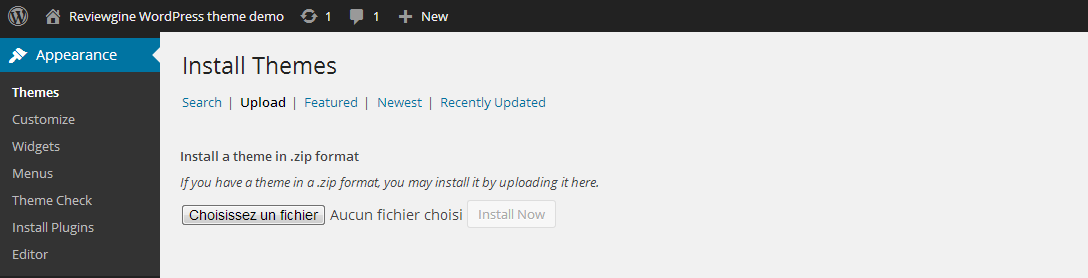 Reviewgine WordPress theme demo 1 1 New
Appearance
Themes
Customize
Widgets
Menus
Theme Check
Install Plugins
Editor
Install Themes
Search | Upload | Featured | Newest | Recently Updated
Install a theme in .zip format
If you have a theme in a .zip format, you may install it by uploading it here.
Choisissez un fichier Aucun fichier choisi Install Now